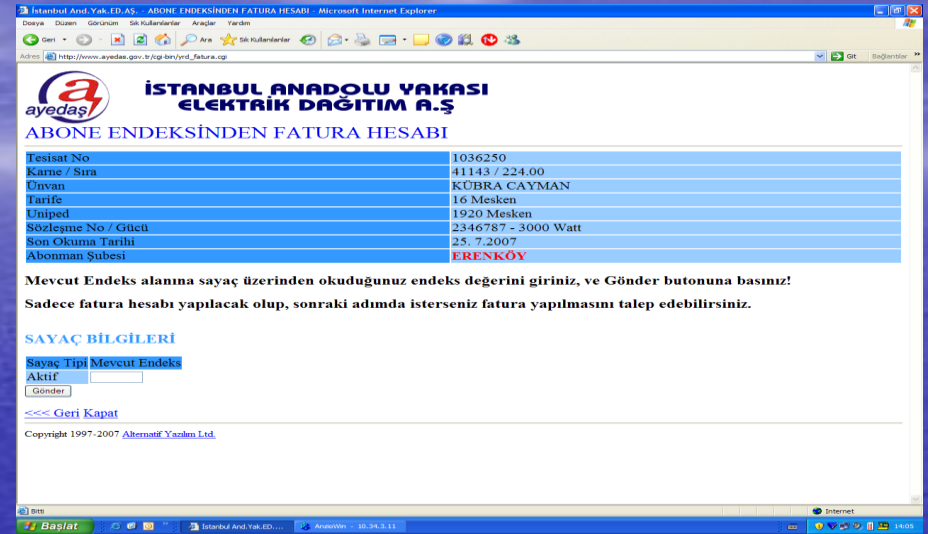 İstanbul And.Yak.ED.AŞ. - ABONE ENDEKSİNDEN FATURA HESABI - Microsoft Internet Explorer
Dosya Düzen Görünüm Sık Kullanılanlar Araçlar Yardım
Geri Ara Sık Kullanılanlar
Adres http://www.ayedas.gov.tr/cgi-bin/yrd_fatura.cgi Git Bağlantılar »
ayedaş
İSTANBUL ANADOLU YAKASI
ELEKTRİK DAĞITIM A.Ş
ABONE ENDEKSİNDEN FATURA HESABI
Tesisat No 1036250
Karne / Sıra 41143 / 224.00
Ünvan KÜBRA CAYMAN
Tarife 16 Mesken
Uniped 1920 Mesken
Sözleşme No / Gücü 2346787 - 3000 Watt
Son Okuma Tarihi 25. 7.2007
Abonman Şubesi ERENKÖY
Mevcut Endeks alanına sayaç üzerinden okuduğunuz endeks değerini giriniz, ve Gönder butonuna basınız!
Sadece fatura hesabı yapılacak olup, sonraki adımda isterseniz fatura yapılmasını talep edebilirsiniz.
SAYAÇ BİLGİLERİ
Sayaç Tipi Mevcut Endeks
Aktif
Gönder
<<< Geri Kapat
Copyright 1997-2007 Alternatif Yazılım Ltd.
Bitti Internet
Başlat İstanbul And.Yak.ED.... AnzioWin - 10.34.3.11 14:05